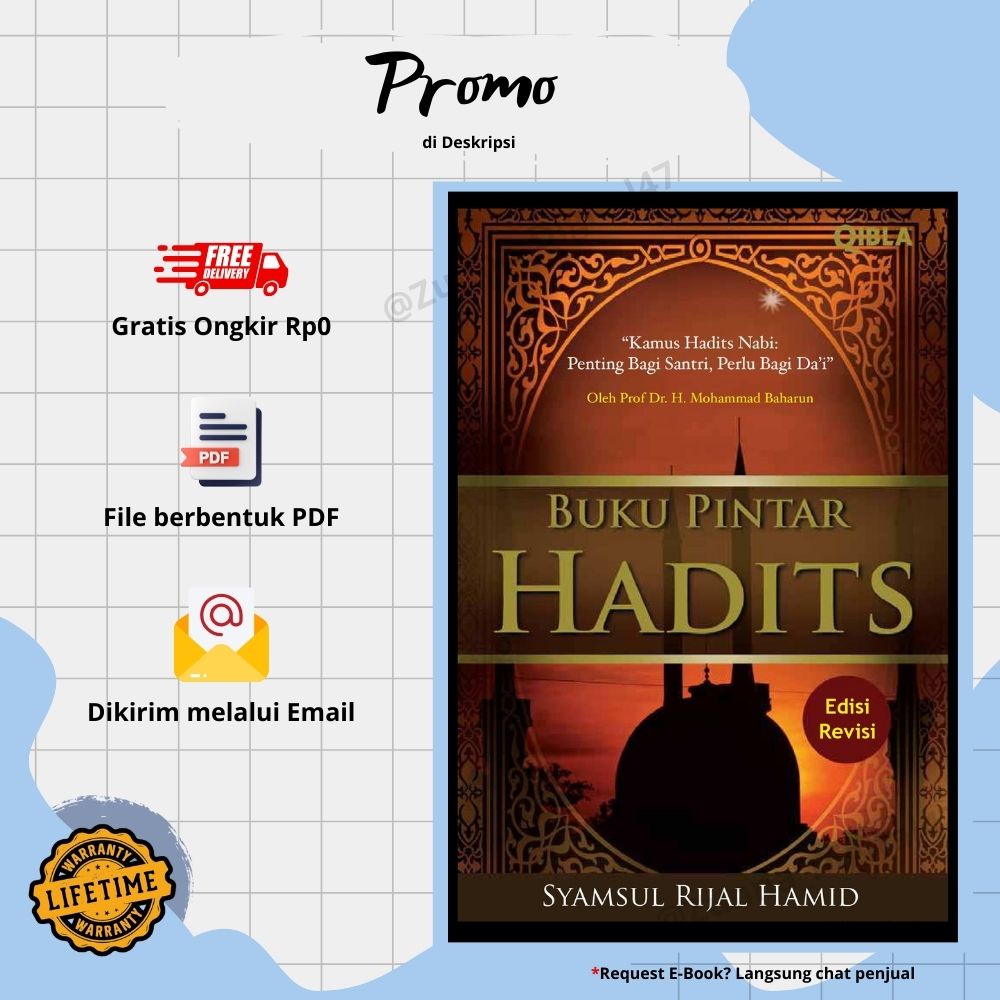 Promo
di Deskripsi
FREE
DELIVERY
Gratis Ongkir Rp0
PDF
File berbentuk PDF
@
Dikirim melalui Email
WARRANTY
LIFETIME
WARRANTY
QIBLA
“Kamus Hadits Nabi:
Penting Bagi Santri, Perlu Bagi Da’i”
Oleh Prof Dr. H. Mohammad Baharun
BUKU PINTAR
HADITS
Edisi
Revisi
SYAMSUL RIJAL HAMID
*Request E-Book? Langsung chat penjual